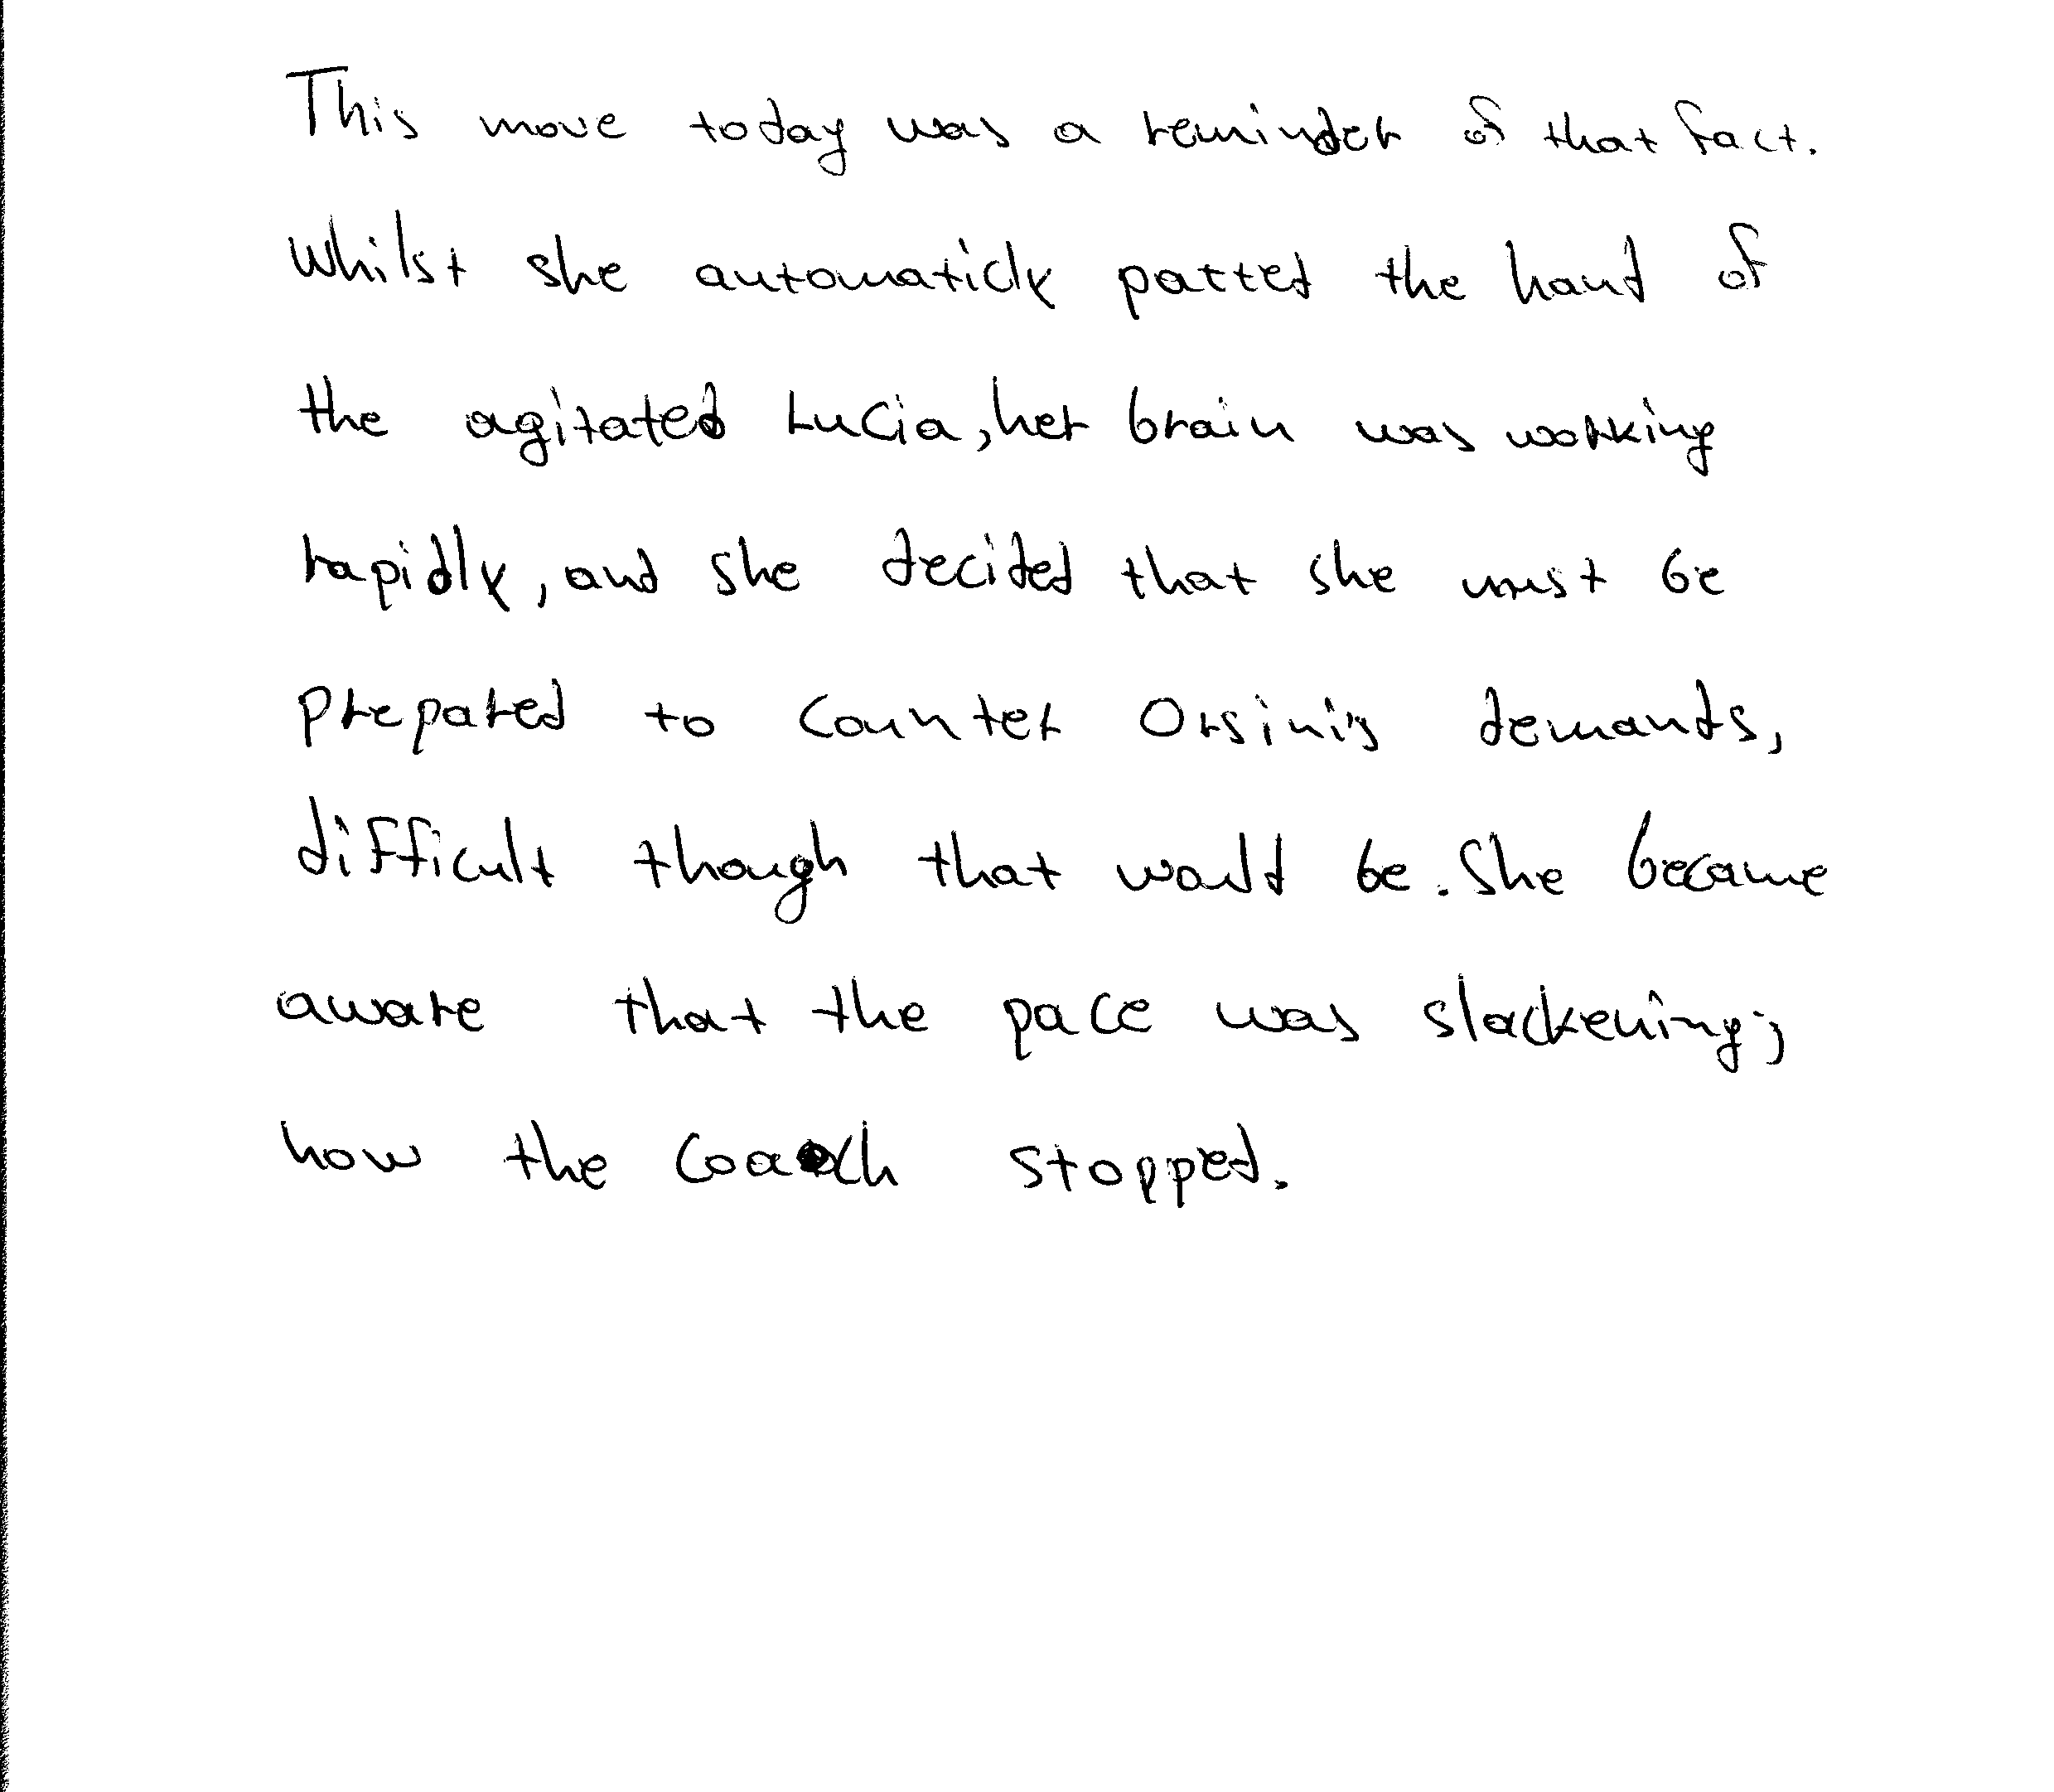 This move today was a reminder of that fact.
Whilst she automaticly patted the hand of
the agitated Lucia, her brain was working
rapidly, and she decided that she must be
prepared to counter Orsini's demands,
difficult though that would be. She became
aware that the pace was slackening;
now the coach stopped.